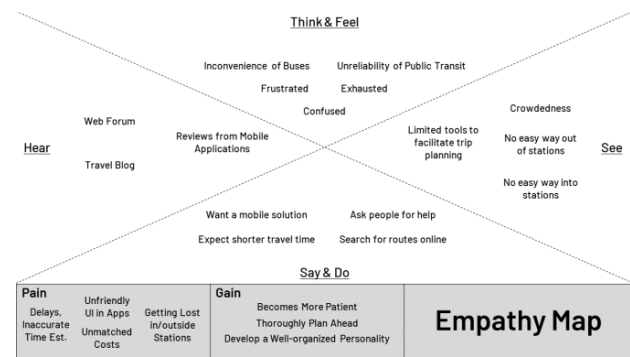 Think & Feel
Inconvenience of Buses
Unreliability of Public Transit
Frustrated
Exhausted
Confused
Hear
Web Forum
Travel Blog
Reviews from Mobile
Applications
Limited tools to
facilitate trip
planning
Crowdedness
No easy way out
of stations
No easy way into
stations
See
Want a mobile solution
Ask people for help
Expect shorter travel time
Search for routes online
Say & Do
Pain
Delays,
Inaccurate
Time Est.
Unfriendly
UI in Apps
Unmatched
Costs
Getting Lost
in/outside
Stations
Gain
Becomes More Patient
Thoroughly Plan Ahead
Develop a Well-organized Personality
Empathy Map